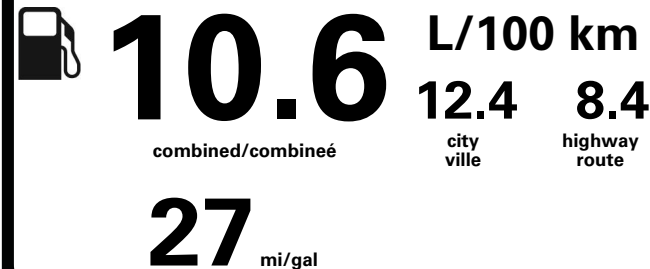 10.6 L/100 km
12.4 8.4
combined/combineé city highway
ville route
27 mi/gal